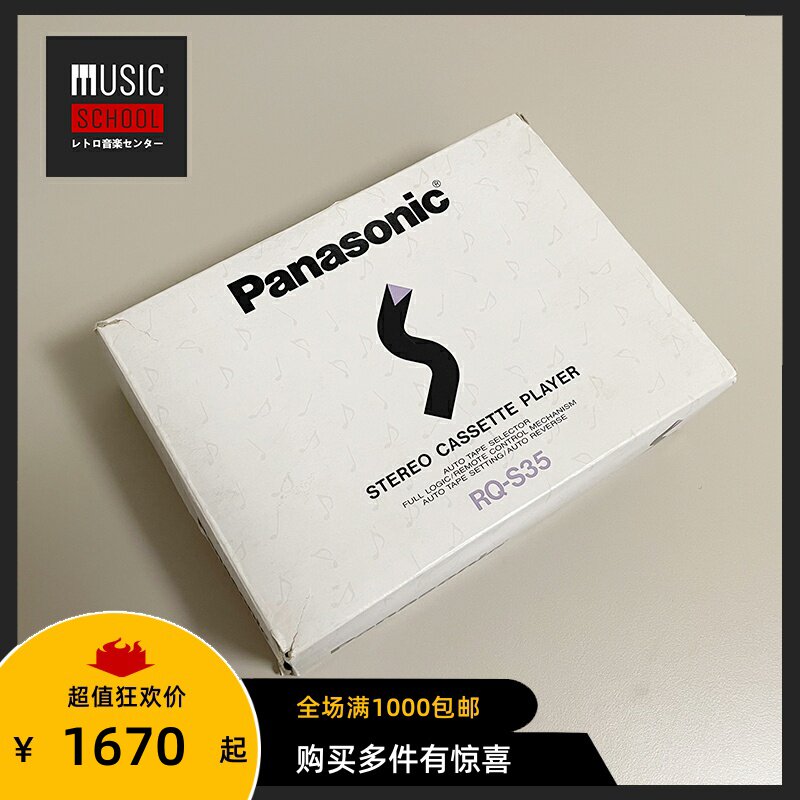 MUSIC
SCHOOL
レトロ音楽センター
Panasonic®
STEREO CASSETTE PLAYER
AUTO TAPE SELECTOR
FULL LOGIC/REMOTE CONTROL MECHANISM
AUTO TAPE SETTING/AUTO REVERSE
RQ-S35
超值狂欢价
¥ 1670 起
全场满1000包邮
购买多件有惊喜